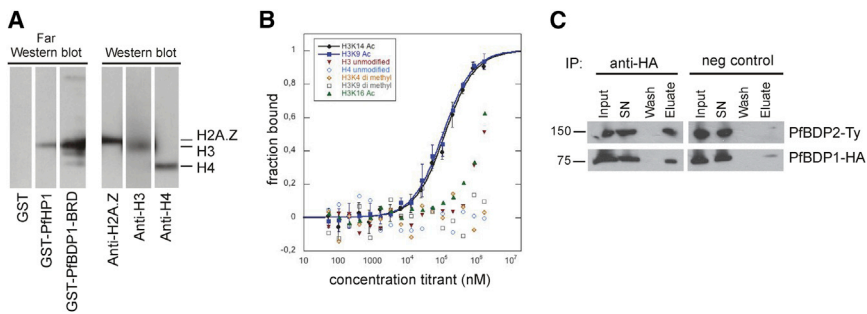 A
Far
Western blot
Western blot
H2A.Z
H3
H4
GST
GST-PfHP1
GST-PfBDP1-BRD
Anti-H2A.Z
Anti-H3
Anti-H4
B
H3K14 Ac
H3K9 Ac
H3 unmodified
H4 unmodified
H3K4 di methyl
H3K9 di methyl
H3K16 Ac
fraction bound
1
0,8
0,6
0,4
0,2
0
-0,2
10 100 1000 10⁴ 10⁵ 10⁶ 10⁷
concentration titrant (nM)
C
IP: anti-HA neg control
Input SN Wash Eluate Input SN Wash Eluate
150 PfBDP2-Ty
75 PfBDP1-HA